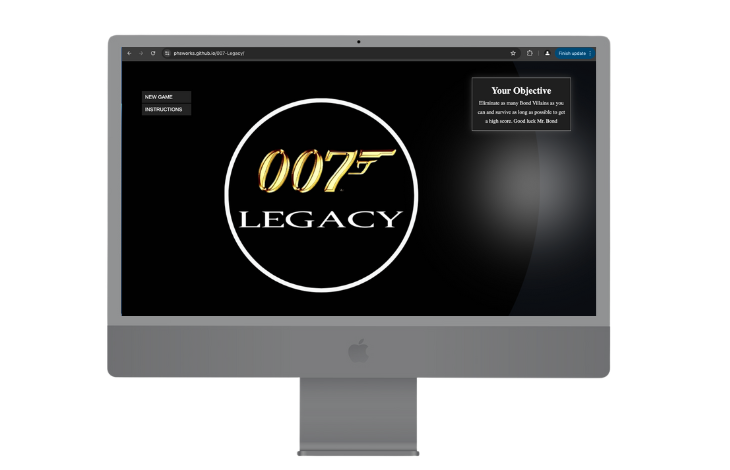 phsworks.github.io/007-Legacy/
Finish update
NEW GAME
INSTRUCTIONS
007
LEGACY
Your Objective
Eliminate as many Bond Villains as you
can and survive as long as possible to get
a high score. Good luck Mr. Bond